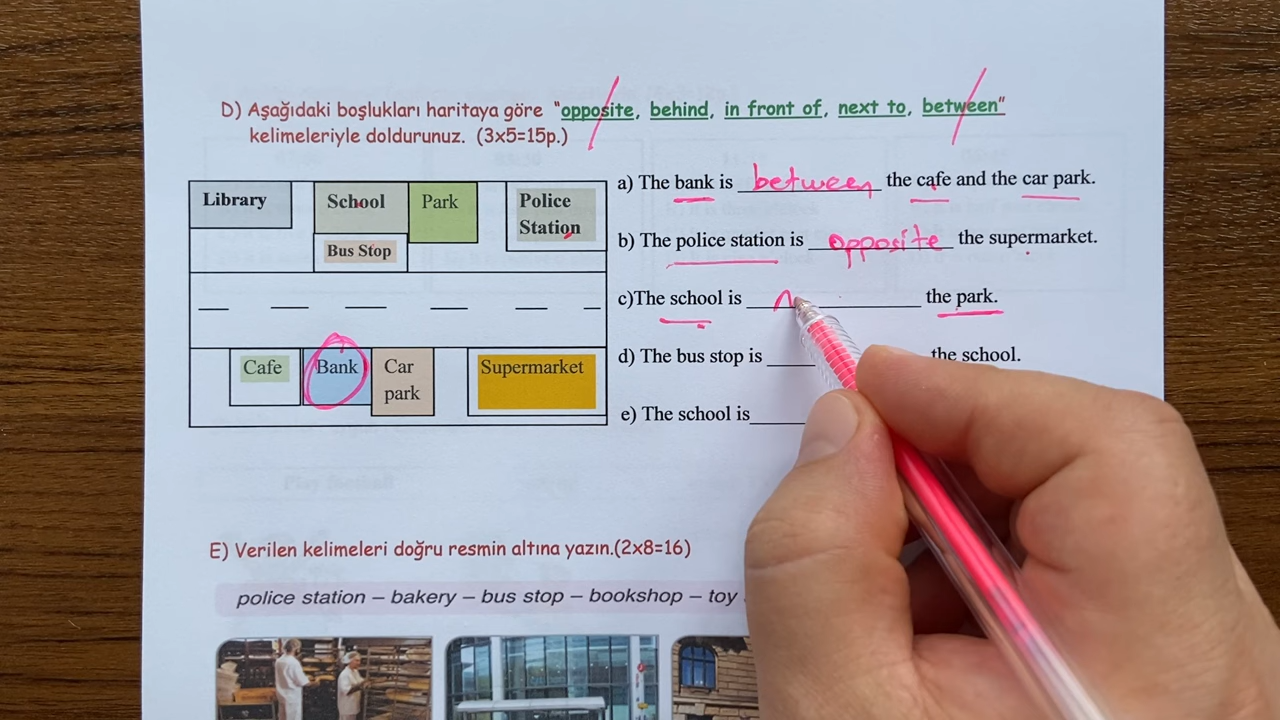 D) Aşağıdaki boşlukları haritaya göre "opposite, behind, in front of, next to, between"
kelimeleriyle doldurunuz. (3x5=15p.)
Library
School
Park
Police
Station
Bus Stop
Cafe
Bank
Car
park
Supermarket
a) The bank is between the cafe and the car park.
b) The police station is opposite the supermarket.
c)The school is n the park.
d) The bus stop is ____ the school.
e) The school is____
E) Verilen kelimeleri doğru resmin altına yazın.(2x8=16)
police station – bakery – bus stop – bookshop – toy